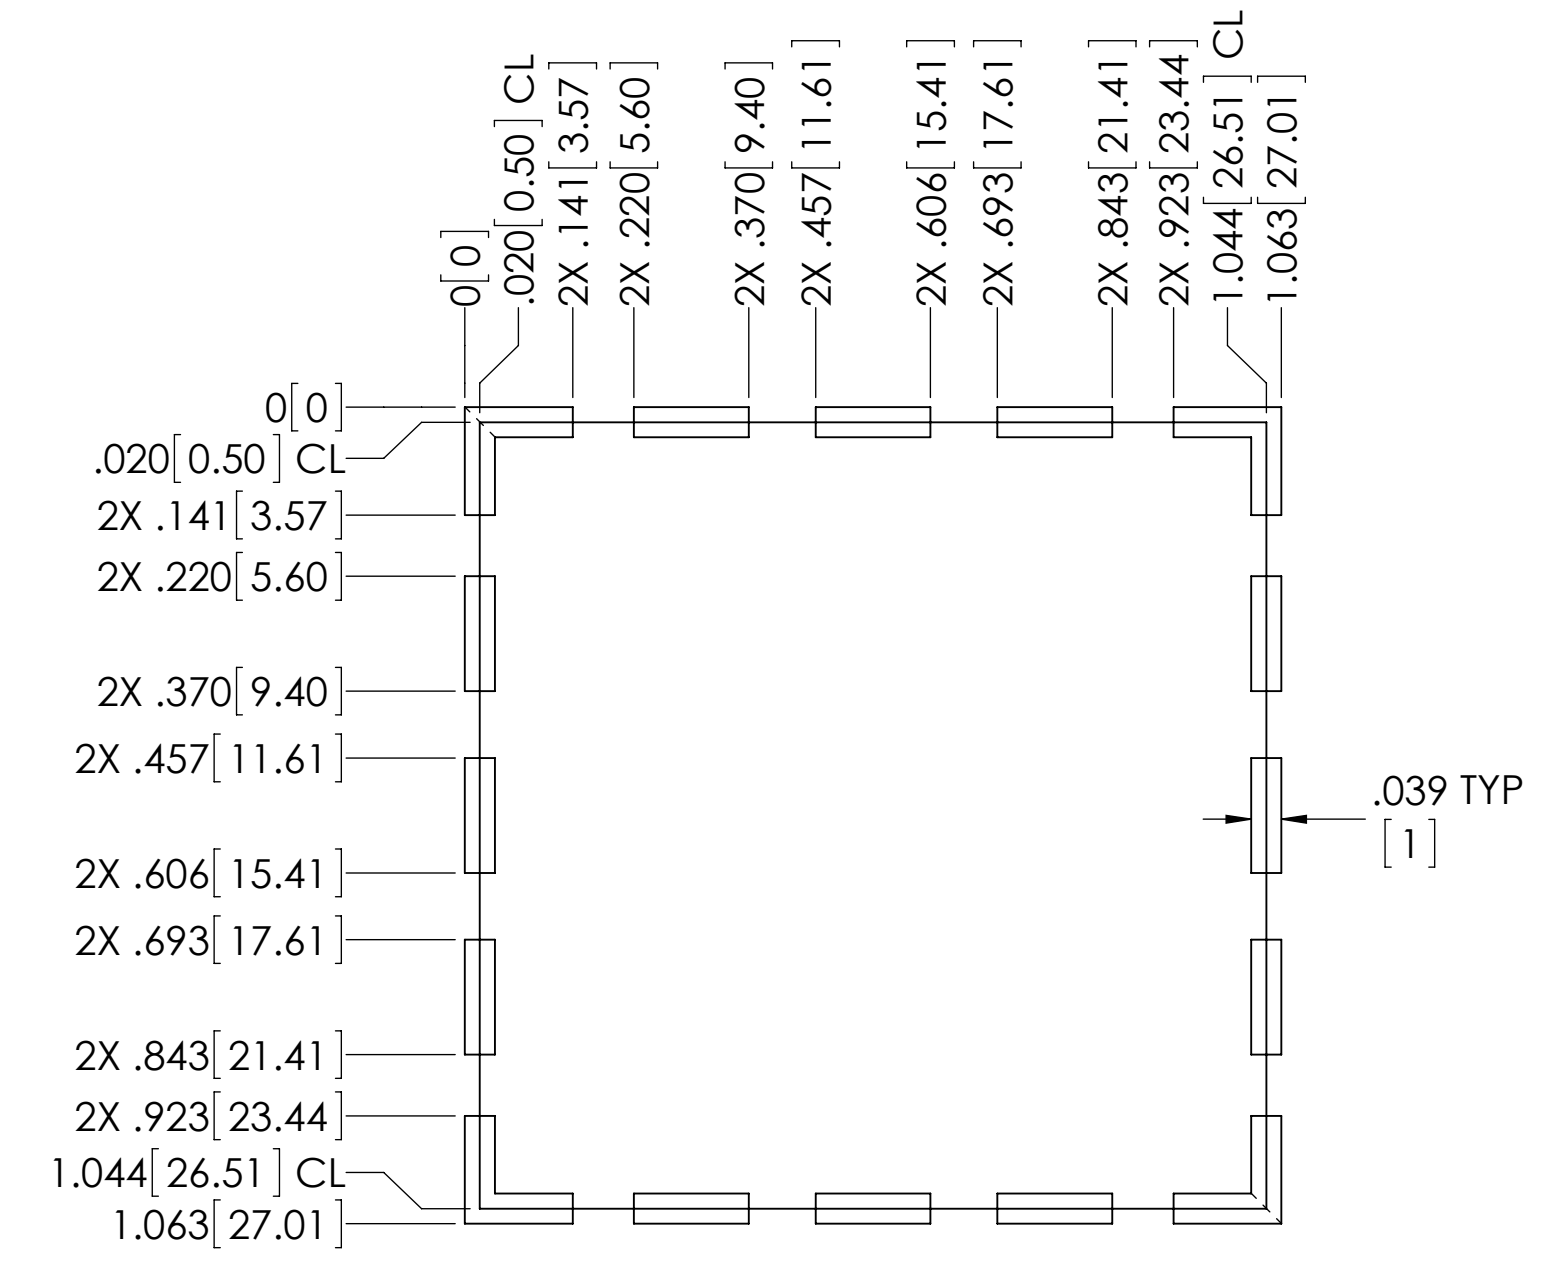 0[0]
.020[0.50] CL
2X .141[3.57]
2X .220[5.60]
2X .370[9.40]
2X .457[11.61]
2X .606[15.41]
2X .693[17.61]
2X .843[21.41]
2X .923[23.44]
1.044[26.51] CL
1.063[27.01]
0[0]
.020[0.50] CL
2X .141[3.57]
2X .220[5.60]
2X .370[9.40]
2X .457[11.61]
2X .606[15.41]
2X .693[17.61]
2X .843[21.41]
2X .923[23.44]
1.044[26.51] CL
1.063[27.01]
.039 TYP
[1]